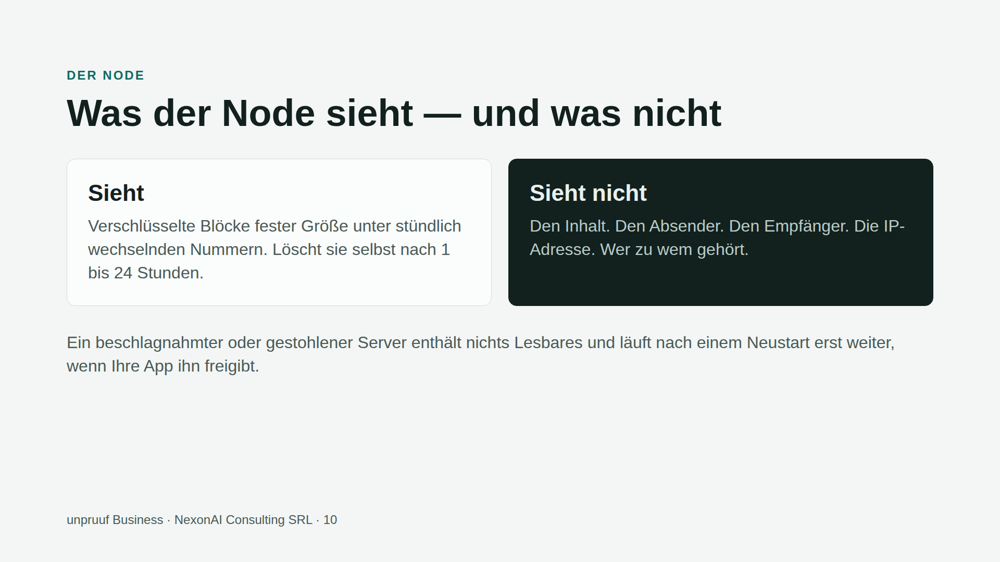 DER NODE
Was der Node sieht — und was nicht
Sieht
Verschlüsselte Blöcke fester Größe unter stündlich
wechselnden Nummern. Löscht sie selbst nach 1
bis 24 Stunden.
Sieht nicht
Den Inhalt. Den Absender. Den Empfänger. Die IP-
Adresse. Wer zu wem gehört.
Ein beschlagnahmter oder gestohlener Server enthält nichts Lesbares und läuft nach einem Neustart erst weiter,
wenn Ihre App ihn freigibt.
unpruuf Business · NexonAI Consulting SRL · 10